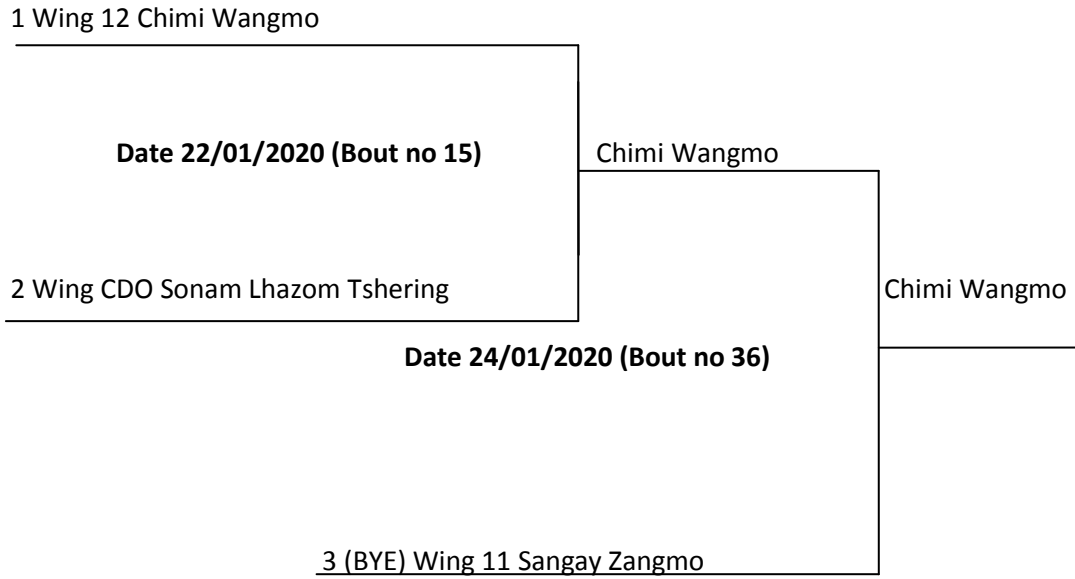 1 Wing 12 Chimi Wangmo
Date 22/01/2020 (Bout no 15)
Chimi Wangmo
2 Wing CDO Sonam Lhazom Tshering
Chimi Wangmo
Date 24/01/2020 (Bout no 36)
3 (BYE) Wing 11 Sangay Zangmo